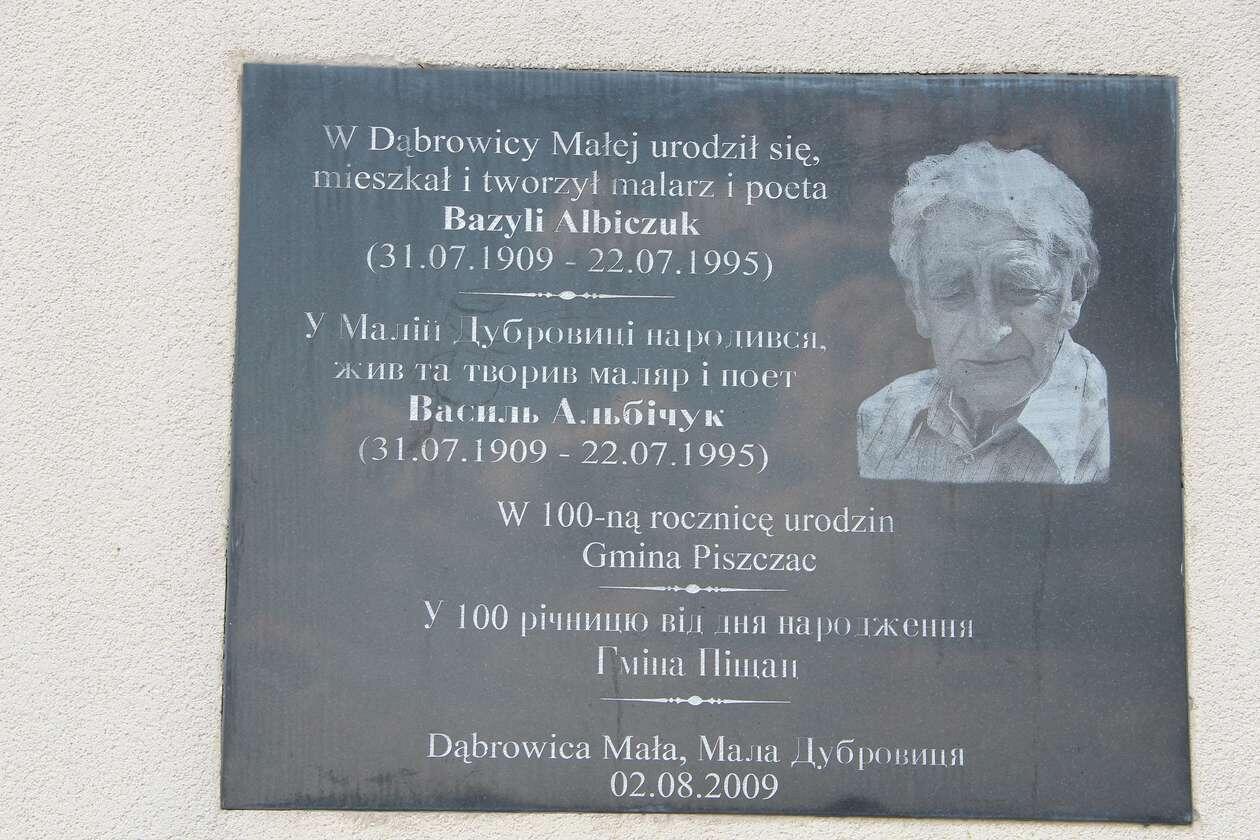 W Dąbrowicy Małej urodził się,
mieszkał i tworzył malarz i poeta
Bazyli Albiczuk
(31.07.1909 - 22.07.1995)
У Малій Дубровиці народився,
жив та творив маляр і поет
Василь Альбічук
(31.07.1909 - 22.07.1995)
W 100-ną rocznicę urodzin
Gmina Piszczac
У 100 річницю від дня народження
Гміна Піщац
Dąbrowica Mała, Мала Дубровиця
02.08.2009